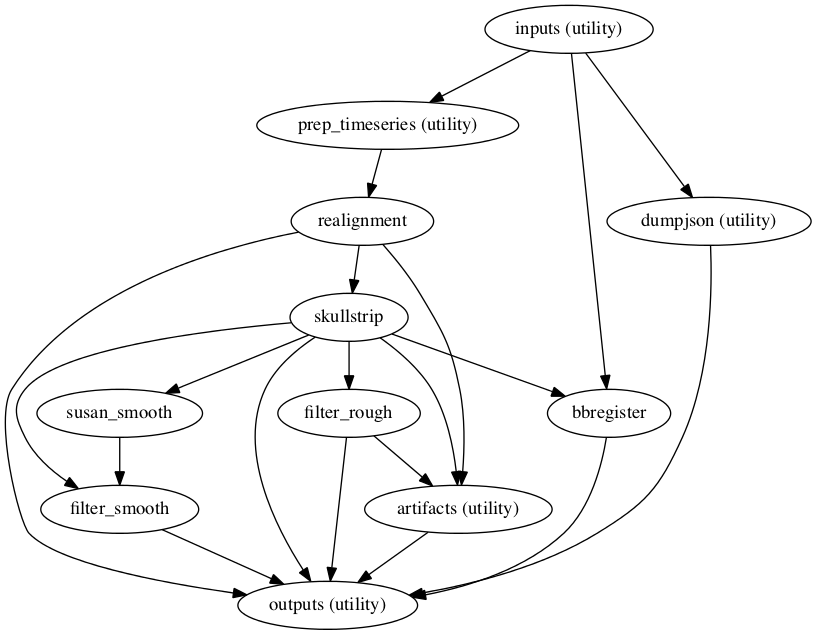 inputs (utility)
prep_timeseries (utility)
realignment
dumpjson (utility)
skullstrip
susan_smooth
filter_rough
bbregister
filter_smooth
artifacts (utility)
outputs (utility)